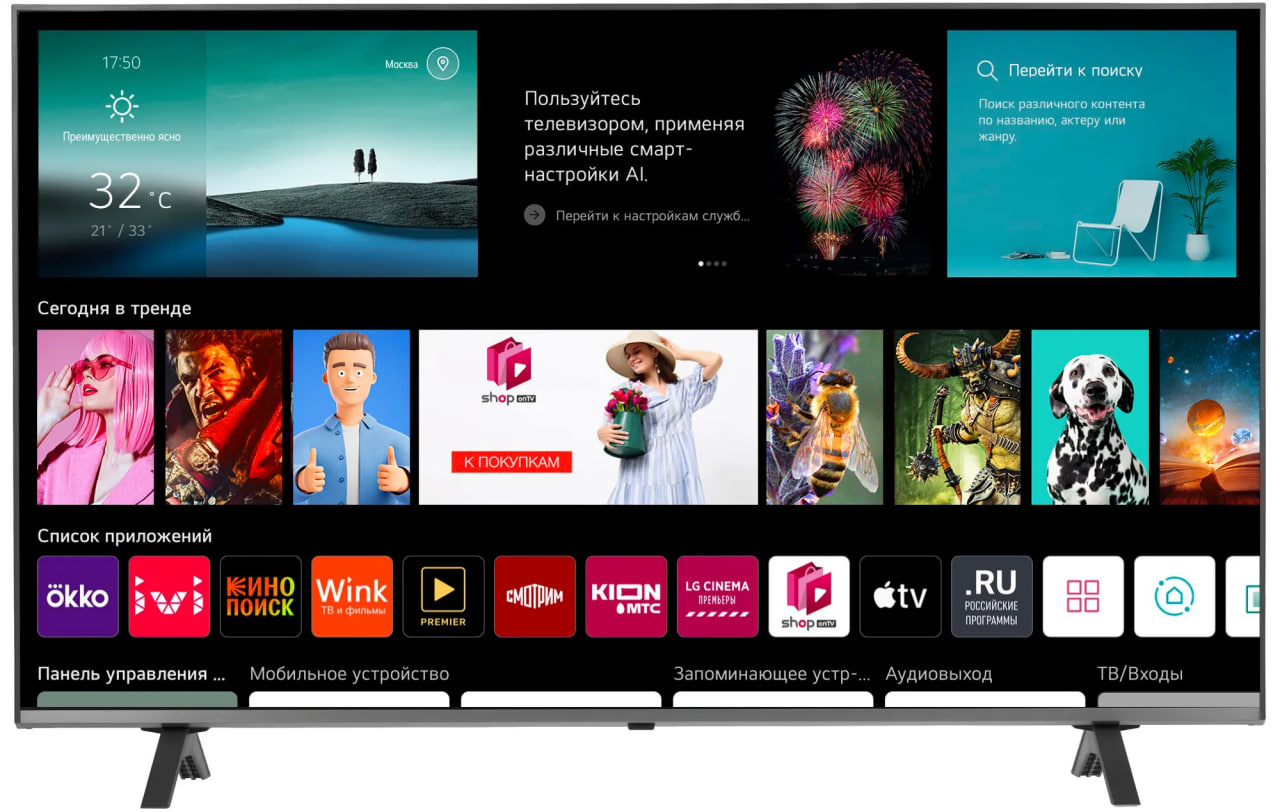 17:50
Москва
Преимущественно ясно
32°C
21° / 33°
Пользуйтесь
телевизором, применяя
различные смарт-
настройки AI.
Перейти к настройкам служб...
Перейти к поиску
Поиск различного контента
по названию, актеру или
жанру.
Сегодня в тренде
shop onTV
К ПОКУПКАМ
Список приложений
ökko
ivi
КИНО
ПОИСК
Wink
ТВ и фильмы
PREMIER
СМОТРИМ
KION
МТС
LG CINEMA
ПРЕМЬЕРЫ
shop onTV
tv
.RU
РОССИЙСКИЕ
ПРОГРАММЫ
Панель управления ...
Мобильное устройство
Запоминающее устр-...
Аудиовыход
ТВ/Входы